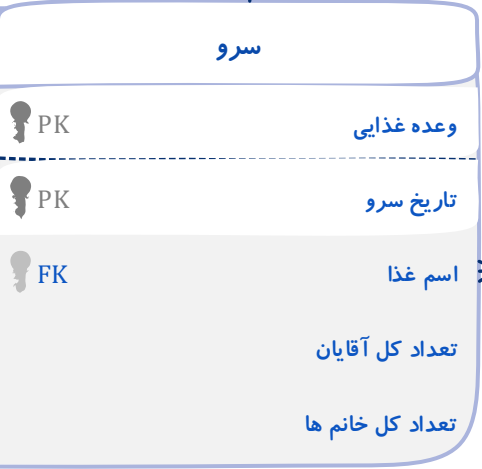 سرو
وعده غذایی PK
تاریخ سرو PK
اسم غذا FK
تعداد کل آقایان
تعداد کل خانم ها